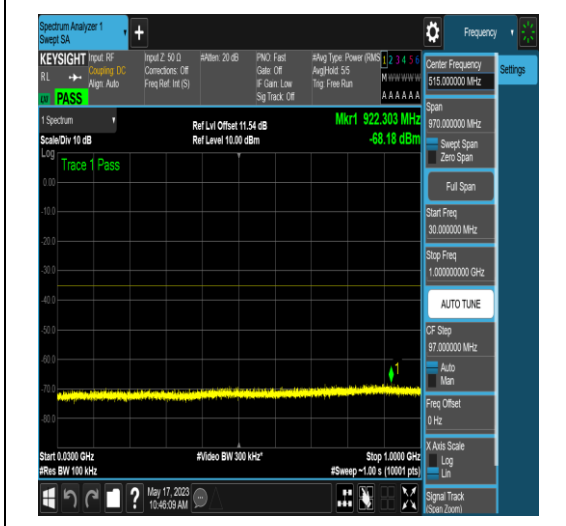 Spectrum Analyzer 1
Swept SA
Frequency
KEYSIGHT
Input: RF
Coupling: DC
Align: Auto
Input Z: 50 Ω
Corrections: Off
Freq Ref: Int (S)
#Atten: 20 dB
PNO: Fast
Gate: Off
IF Gain: Low
Sig Track: Off
#Avg Type: Power (RMS
Avg|Hold: 5/5
Trig: Free Run
1 2 3 4 5 6
M W W W W W
A A A A A A
R L
PASS
1 Spectrum
Scale/Div 10 dB
Ref Lvl Offset 11.54 dB
Ref Level 10.00 dBm
Mkr1 922.303 MHz
-68.18 dBm
Log
Trace 1 Pass
0.00
-10.0
-20.0
-30.0
-40.0
-50.0
-60.0
-70.0
-80.0
1
Start 0.0300 GHz
#Res BW 100 kHz
#Video BW 300 kHz*
Stop 1.0000 GHz
#Sweep ~1.00 s (10001 pts)
?
May 17, 2023
10:46:09 AM
Center Frequency
515.000000 MHz
Settings
Span
970.000000 MHz
Swept Span
Zero Span
Full Span
Start Freq
30.000000 MHz
Stop Freq
1.000000000 GHz
AUTO TUNE
CF Step
97.000000 MHz
Auto
Man
Freq Offset
0 Hz
X Axis Scale
Log
Lin
Signal Track
(Span Zoom)